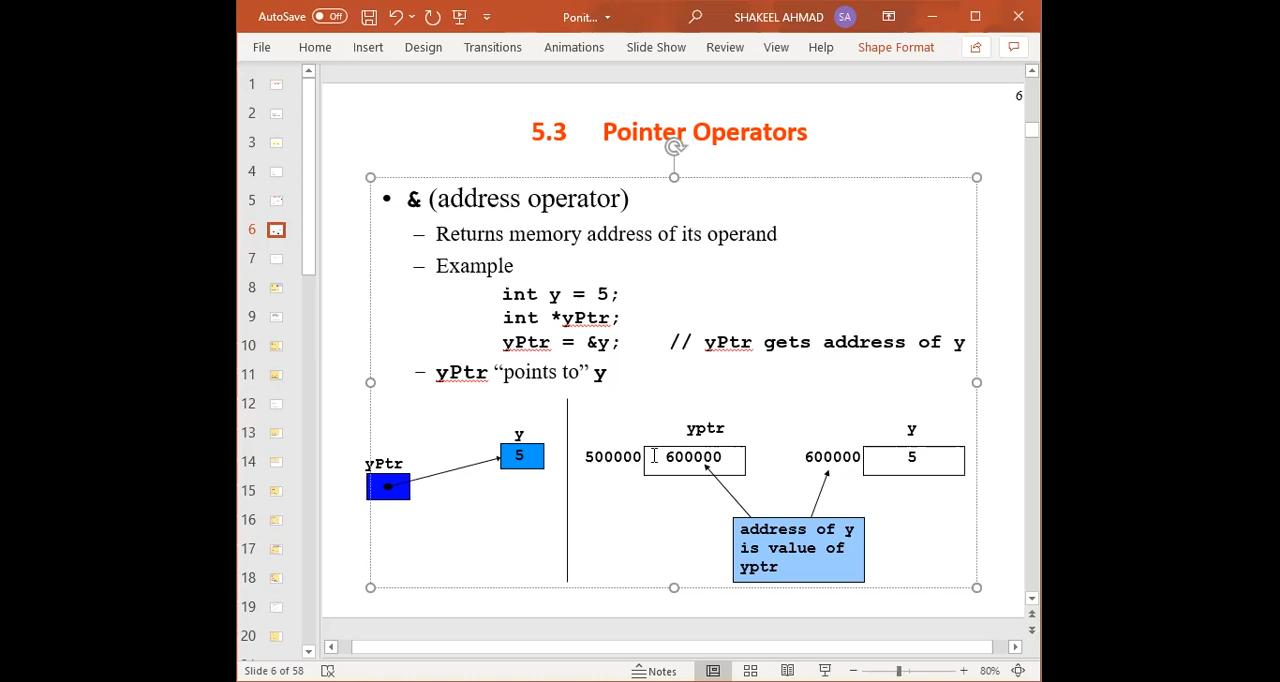 AutoSave Off Ponit... SHAKEEL AHMAD SA
File Home Insert Design Transitions Animations Slide Show Review View Help Shape Format
1
2
3
4
5
6
7
8
9
10
11
12
13
14
15
16
17
18
19
20
6
5.3 Pointer Operators
• & (address operator)
– Returns memory address of its operand
– Example
int y = 5;
int *yPtr;
yPtr = &y; // yPtr gets address of y
– yPtr “points to” y
y
5
yPtr
yptr
y
500000 600000
600000 5
address of y
is value of
yptr
Slide 6 of 58 Notes 80%